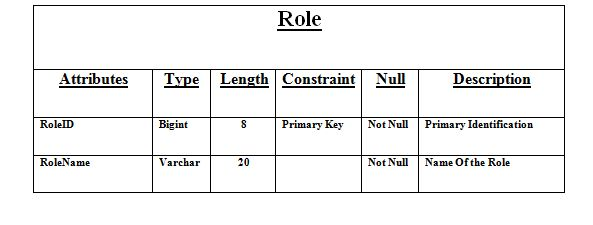 Role
Attributes Type Length Constraint Null Description
RoleID Bigint 8 Primary Key Not Null Primary Identification
RoleName Varchar 20 Not Null Name Of the Role